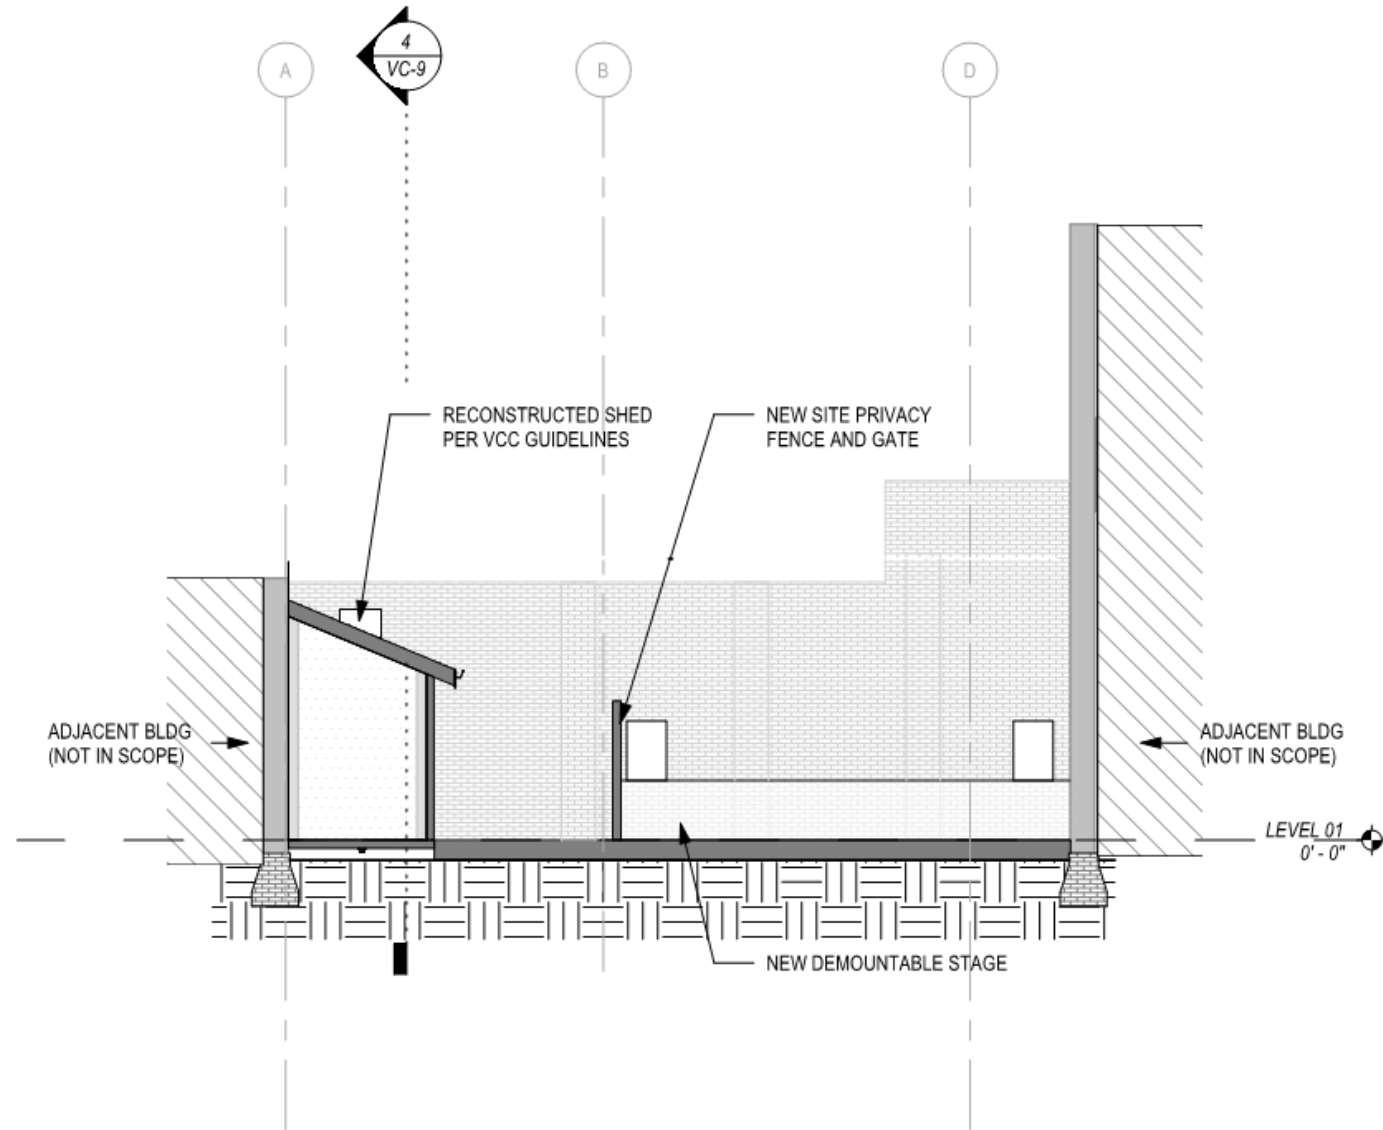 A
4
VC-9
B
D
RECONSTRUCTED SHED
PER VCC GUIDELINES
NEW SITE PRIVACY
FENCE AND GATE
ADJACENT BLDG
(NOT IN SCOPE)
ADJACENT BLDG
(NOT IN SCOPE)
LEVEL 01
0' - 0"
NEW DEMOUNTABLE STAGE